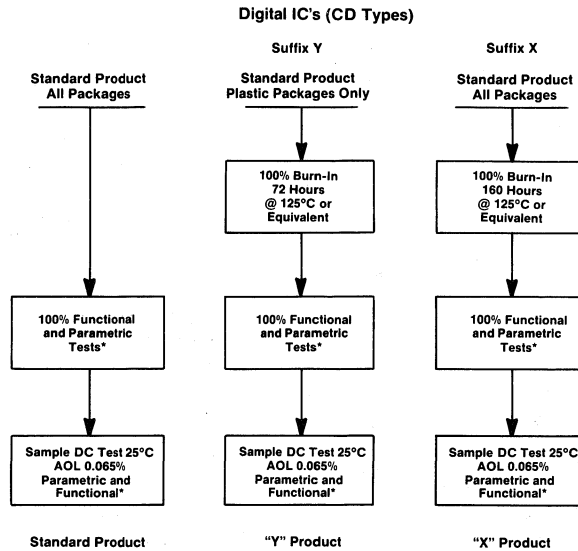 Digital IC's (CD Types)
Standard Product
All Packages
100% Functional
and Parametric
Tests*
Sample DC Test 25°C
AOL 0.065%
Parametric and
Functional*
Standard Product
Suffix Y
Standard Product
Plastic Packages Only
100% Burn-In
72 Hours
@ 125°C or
Equivalent
100% Functional
and Parametric
Tests*
Sample DC Test 25°C
AOL 0.065%
Parametric and
Functional*
"Y" Product
Suffix X
Standard Product
All Packages
100% Burn-In
160 Hours
@ 125°C or
Equivalent
100% Functional
and Parametric
Tests*
Sample DC Test 25°C
AOL 0.065%
Parametric and
Functional*
"X" Product